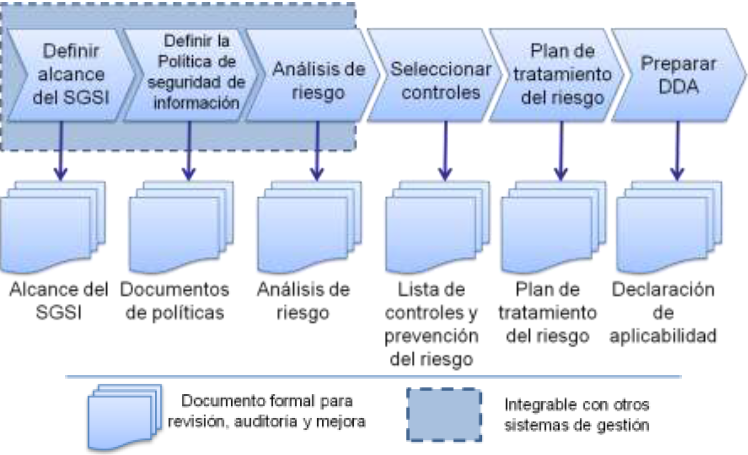 Definir
alcance
del SGSI
Definir la
Política de
seguridad de
información
Análisis de
riesgo
Seleccionar
controles
Plan de
tratamiento
del riesgo
Preparar
DDA
Alcance del
SGSI
Documentos
de políticas
Análisis de
riesgo
Lista de
controles y
prevención
del riesgo
Plan de
tratamiento
del riesgo
Declaración
de
aplicabilidad
Documento formal para
revisión, auditoría y mejora
Integrable con otros
sistemas de gestión